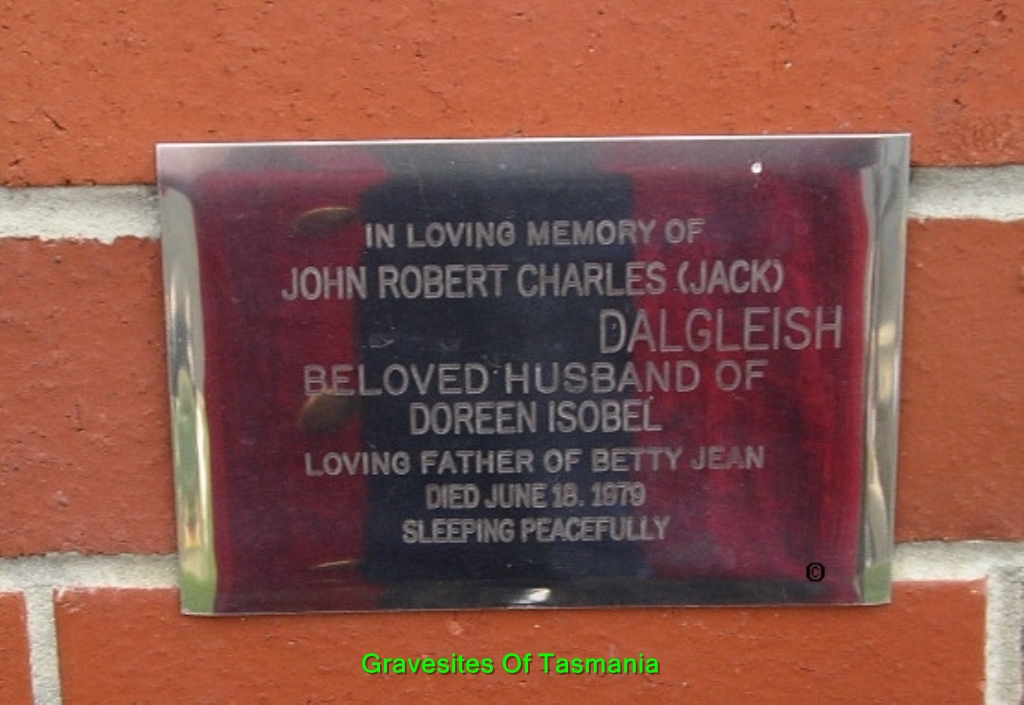 IN LOVING MEMORY OF
JOHN ROBERT CHARLES (JACK)
DALGLEISH
BELOVED HUSBAND OF
DOREEN ISOBEL
LOVING FATHER OF BETTY JEAN
DIED JUNE 18. 1979
SLEEPING PEACEFULLY
©
Gravesites Of Tasmania